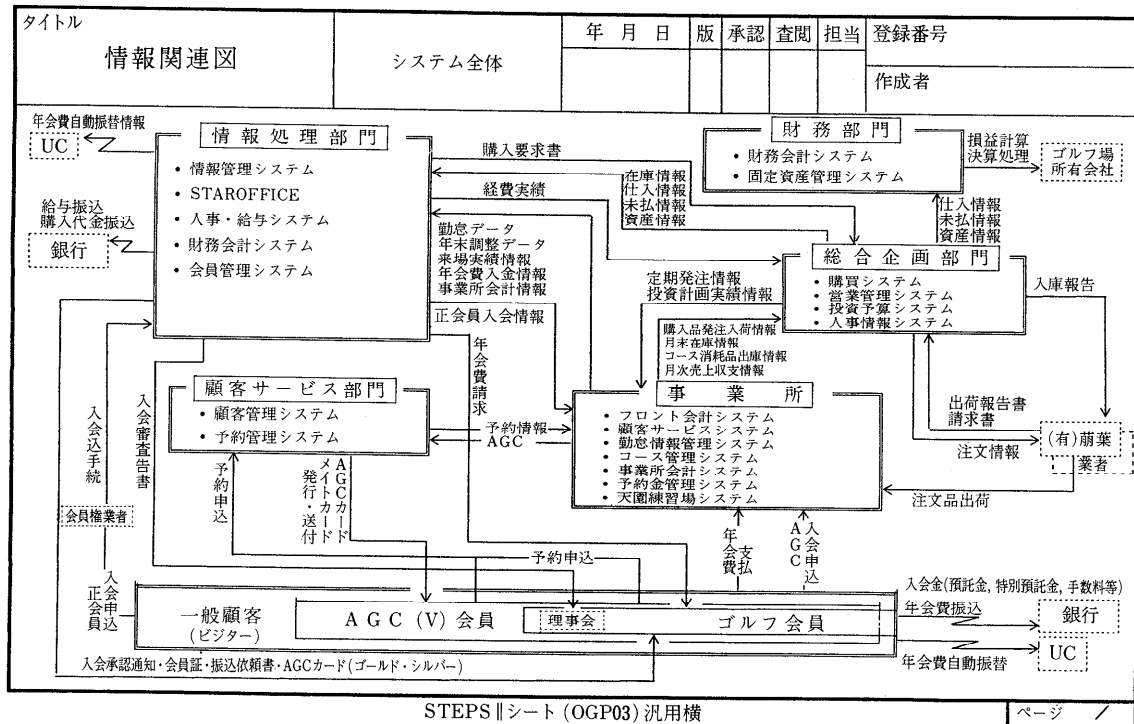 タイトル
情報関連図
システム全体
年 月 日
版
承認
査閲
担当
登録番号
作成者
年会費自動振替情報
UC
給与振込
購入代金振込
銀行
情報処理部門
・情報管理システム
・STAROFFICE
・人事・給与システム
・財務会計システム
・会員管理システム
購入要求書
経費実績
在庫情報
仕入情報
未払情報
資産情報
勤怠データ
年末調整データ
来場実績情報
年会費入金情報
事業所会計情報
正会員入会情報
年会費請求
財務部門
・財務会計システム
・固定資産管理システム
損益計算
決算処理
ゴルフ場
所有会社
仕入情報
未払情報
資産情報
総合企画部門
・購買システム
・営業管理システム
・投資予算システム
・人事情報システム
入庫報告
定期発注情報
投資計画実績情報
購入品発注入荷情報
月末在庫情報
コース消耗品出庫情報
月次売上収支情報
顧客サービス部門
・顧客管理システム
・予約管理システム
予約情報
AGC
事業所
・フロント会計システム
・顧客サービスシステム
・勤怠情報管理システム
・コース管理システム
・事業所会計システム
・予約金管理システム
・天園練習場システム
出荷報告書
請求書
注文情報
(有)萠葉
業者
注文品出荷
入会込手続
入会審査告書
会員権業者
予約申込
AGCカード
メイトカード
発行・送付
予約申込
年会費
支払
AGC
入会申込
正会員
入会申込
一般顧客
(ビジター)
AGC(V)会員
理事会
ゴルフ会員
入会金(預託金,特別預託金,手数料等)
年会費振込
銀行
年会費自動振替
UC
入会承認通知・会員証・振込依頼書・AGCカード(ゴールド・シルバー)
STEPSⅡシート(OGP03)汎用横
ページ /